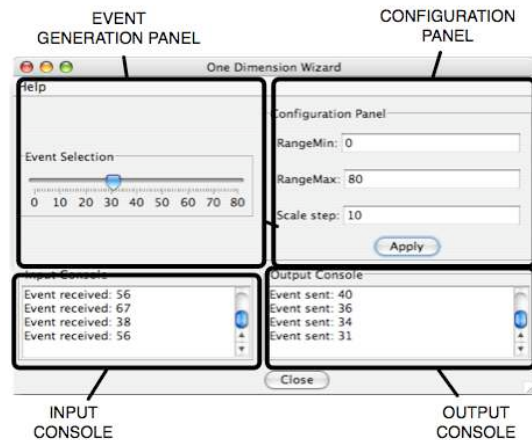 EVENT
GENERATION PANEL
CONFIGURATION
PANEL
One Dimension Wizard
Help
Event Selection
0 10 20 30 40 50 60 70 80
Configuration Panel
RangeMin: 0
RangeMax: 80
Scale step: 10
Apply
Input Console
Event received: 56
Event received: 67
Event received: 38
Event received: 56
Output Console
Event sent: 40
Event sent: 36
Event sent: 34
Event sent: 31
Close
INPUT
CONSOLE
OUTPUT
CONSOLE